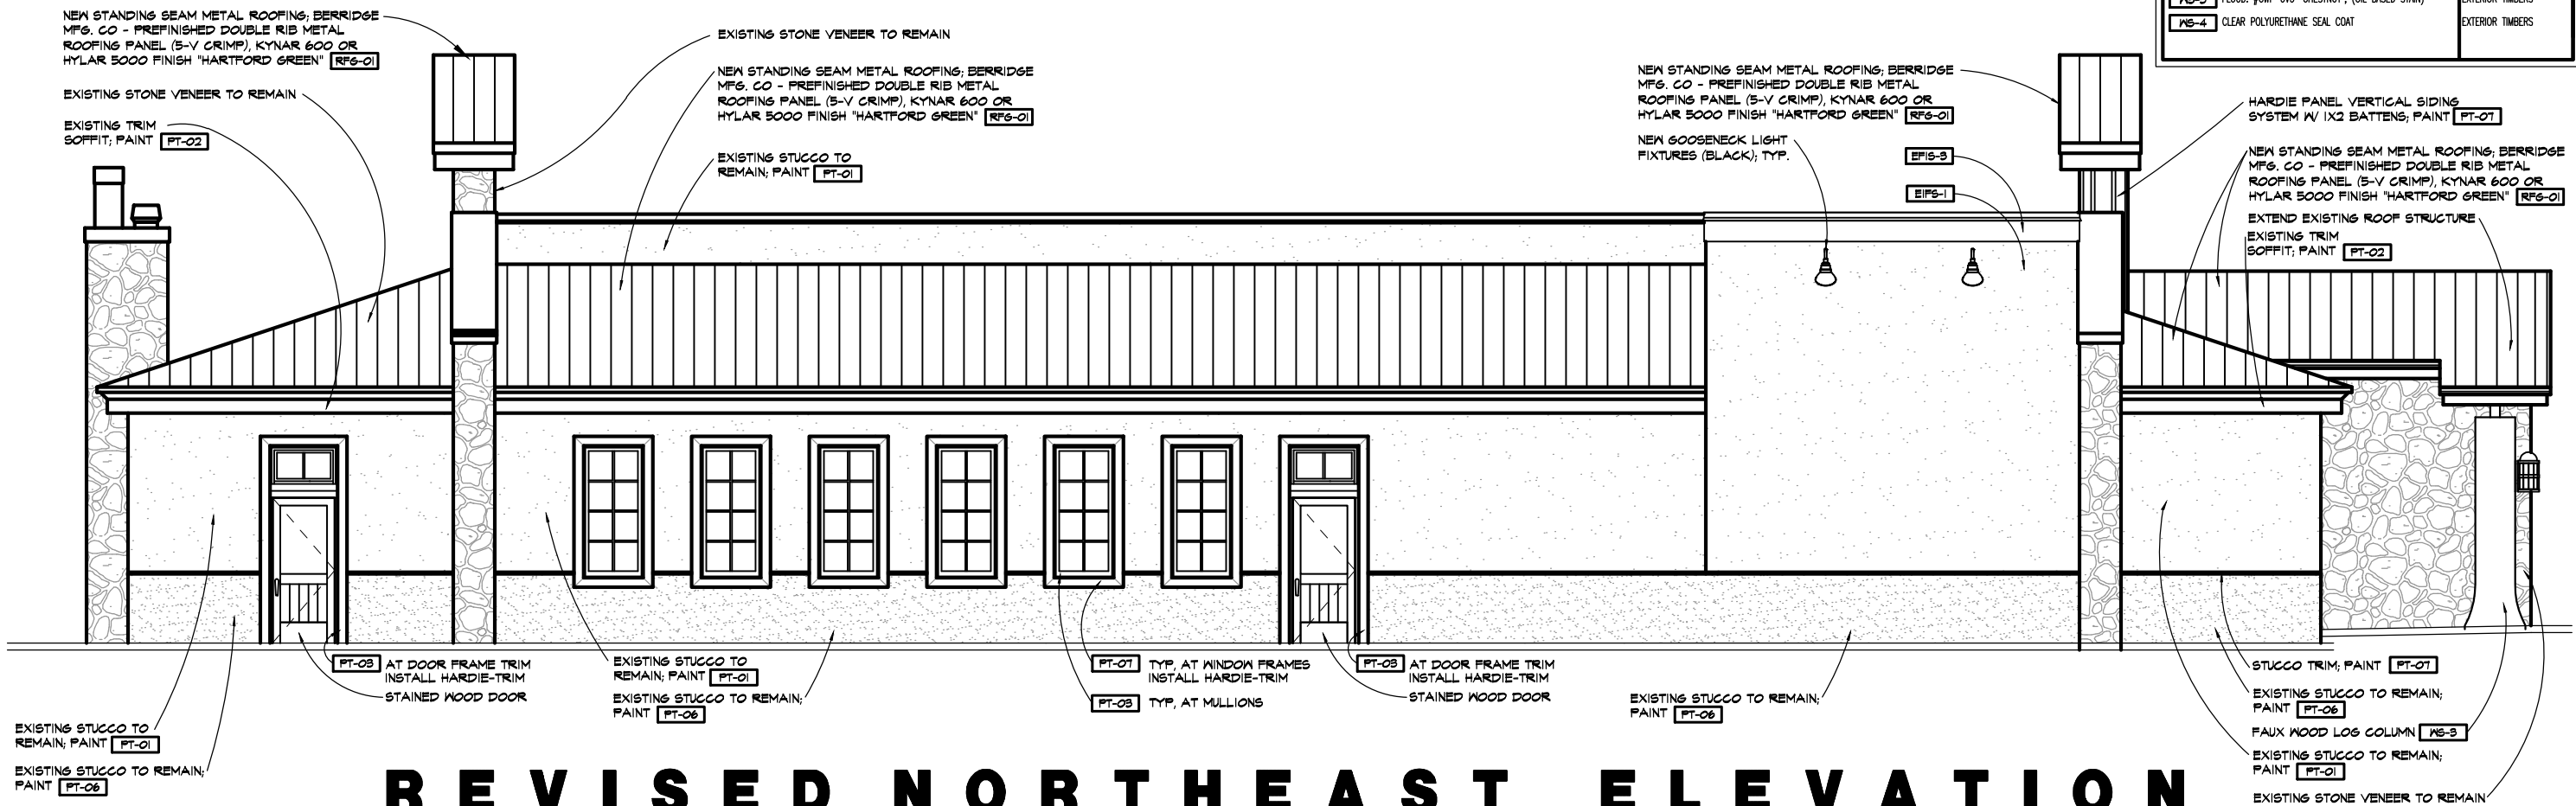 NEW STANDING SEAM METAL ROOFING; BERRIDGE
MFG. CO - PREFINISHED DOUBLE RIB METAL
ROOFING PANEL (5-V CRIMP), KYNAR 600 OR
HYLAR 5000 FINISH "HARTFORD GREEN" RFG-01
EXISTING STONE VENEER TO REMAIN
EXISTING TRIM
SOFFIT; PAINT PT-02
EXISTING STONE VENEER TO REMAIN
NEW STANDING SEAM METAL ROOFING; BERRIDGE
MFG. CO - PREFINISHED DOUBLE RIB METAL
ROOFING PANEL (5-V CRIMP), KYNAR 600 OR
HYLAR 5000 FINISH "HARTFORD GREEN" RFG-01
EXISTING STUCCO TO
REMAIN; PAINT PT-01
NEW STANDING SEAM METAL ROOFING; BERRIDGE
MFG. CO - PREFINISHED DOUBLE RIB METAL
ROOFING PANEL (5-V CRIMP), KYNAR 600 OR
HYLAR 5000 FINISH "HARTFORD GREEN" RFG-01
NEW GOOSENECK LIGHT
FIXTURES (BLACK); TYP.
EFIS-3
EIFS-1
WS-4 CLEAR POLYURETHANE SEAL COAT EXTERIOR TIMBERS
HARDIE PANEL VERTICAL SIDING
SYSTEM W/ 1X2 BATTENS; PAINT PT-07
NEW STANDING SEAM METAL ROOFING; BERRIDGE
MFG. CO - PREFINISHED DOUBLE RIB METAL
ROOFING PANEL (5-V CRIMP), KYNAR 600 OR
HYLAR 5000 FINISH "HARTFORD GREEN" RFG-01
EXTEND EXISTING ROOF STRUCTURE
EXISTING TRIM
SOFFIT; PAINT PT-02
PT-03 AT DOOR FRAME TRIM
INSTALL HARDIE-TRIM
STAINED WOOD DOOR
EXISTING STUCCO TO
REMAIN; PAINT PT-01
EXISTING STUCCO TO REMAIN;
PAINT PT-06
EXISTING STUCCO TO
REMAIN; PAINT PT-01
EXISTING STUCCO TO REMAIN;
PAINT PT-06
PT-07 TYP, AT WINDOW FRAMES
INSTALL HARDIE-TRIM
PT-03 TYP, AT MULLIONS
PT-03 AT DOOR FRAME TRIM
INSTALL HARDIE-TRIM
STAINED WOOD DOOR
EXISTING STUCCO TO REMAIN;
PAINT PT-06
STUCCO TRIM; PAINT PT-07
EXISTING STUCCO TO REMAIN;
PAINT PT-06
FAUX WOOD LOG COLUMN WS-3
EXISTING STUCCO TO REMAIN;
PAINT PT-01
EXISTING STONE VENEER TO REMAIN
REVISED NORTHEAST ELEVATION